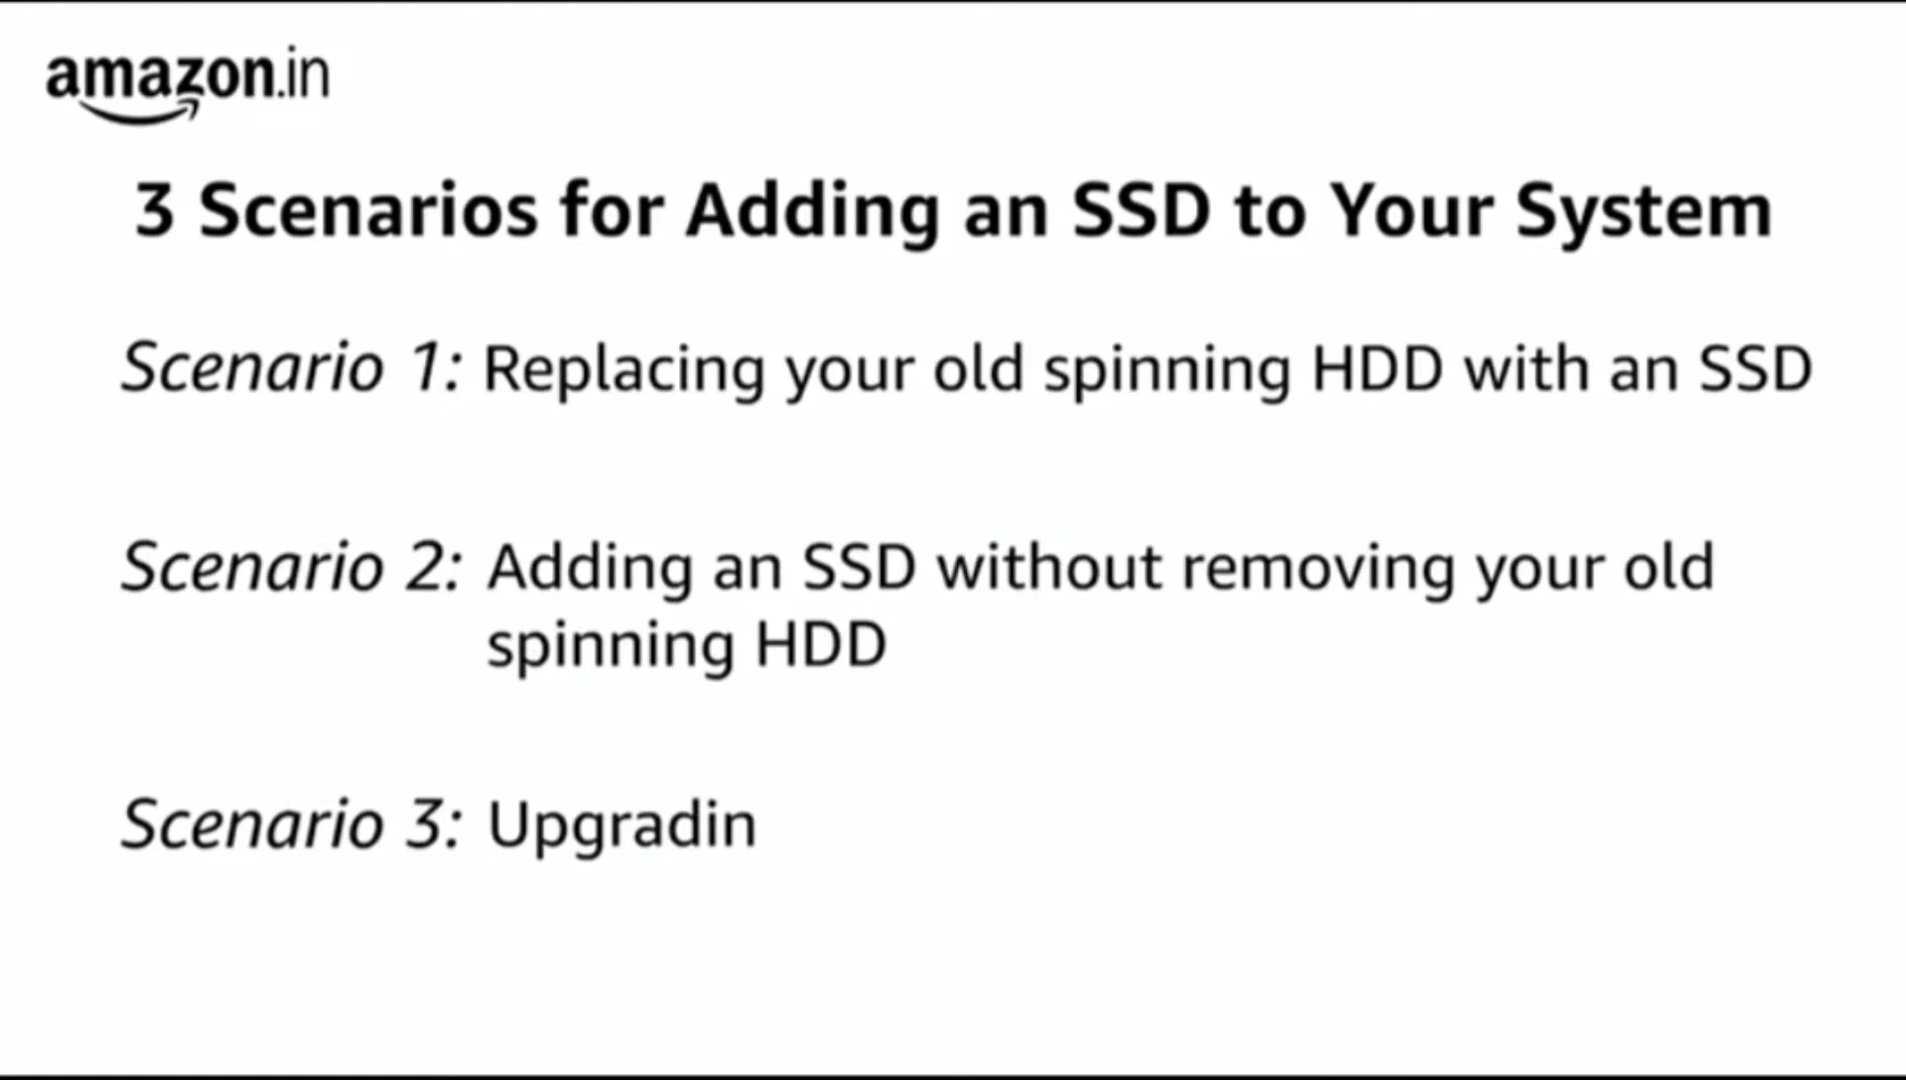 amazon.in
3 Scenarios for Adding an SSD to Your System
Scenario 1: Replacing your old spinning HDD with an SSD
Scenario 2: Adding an SSD without removing your old
spinning HDD
Scenario 3: Upgradin